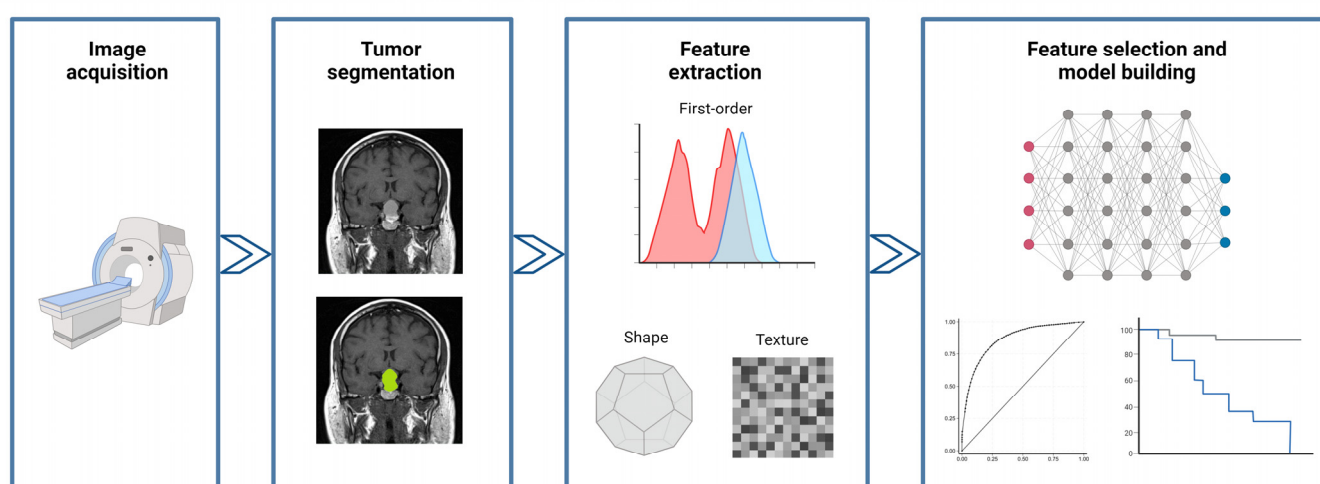 Image
acquisition
Tumor
segmentation
Feature
extraction
First-order
Shape
Texture
Feature selection and
model building
1.00
0.75
0.50
0.25
0.00
0.00
0.25
0.50
0.75
1.00
100
80
60
40
20
0